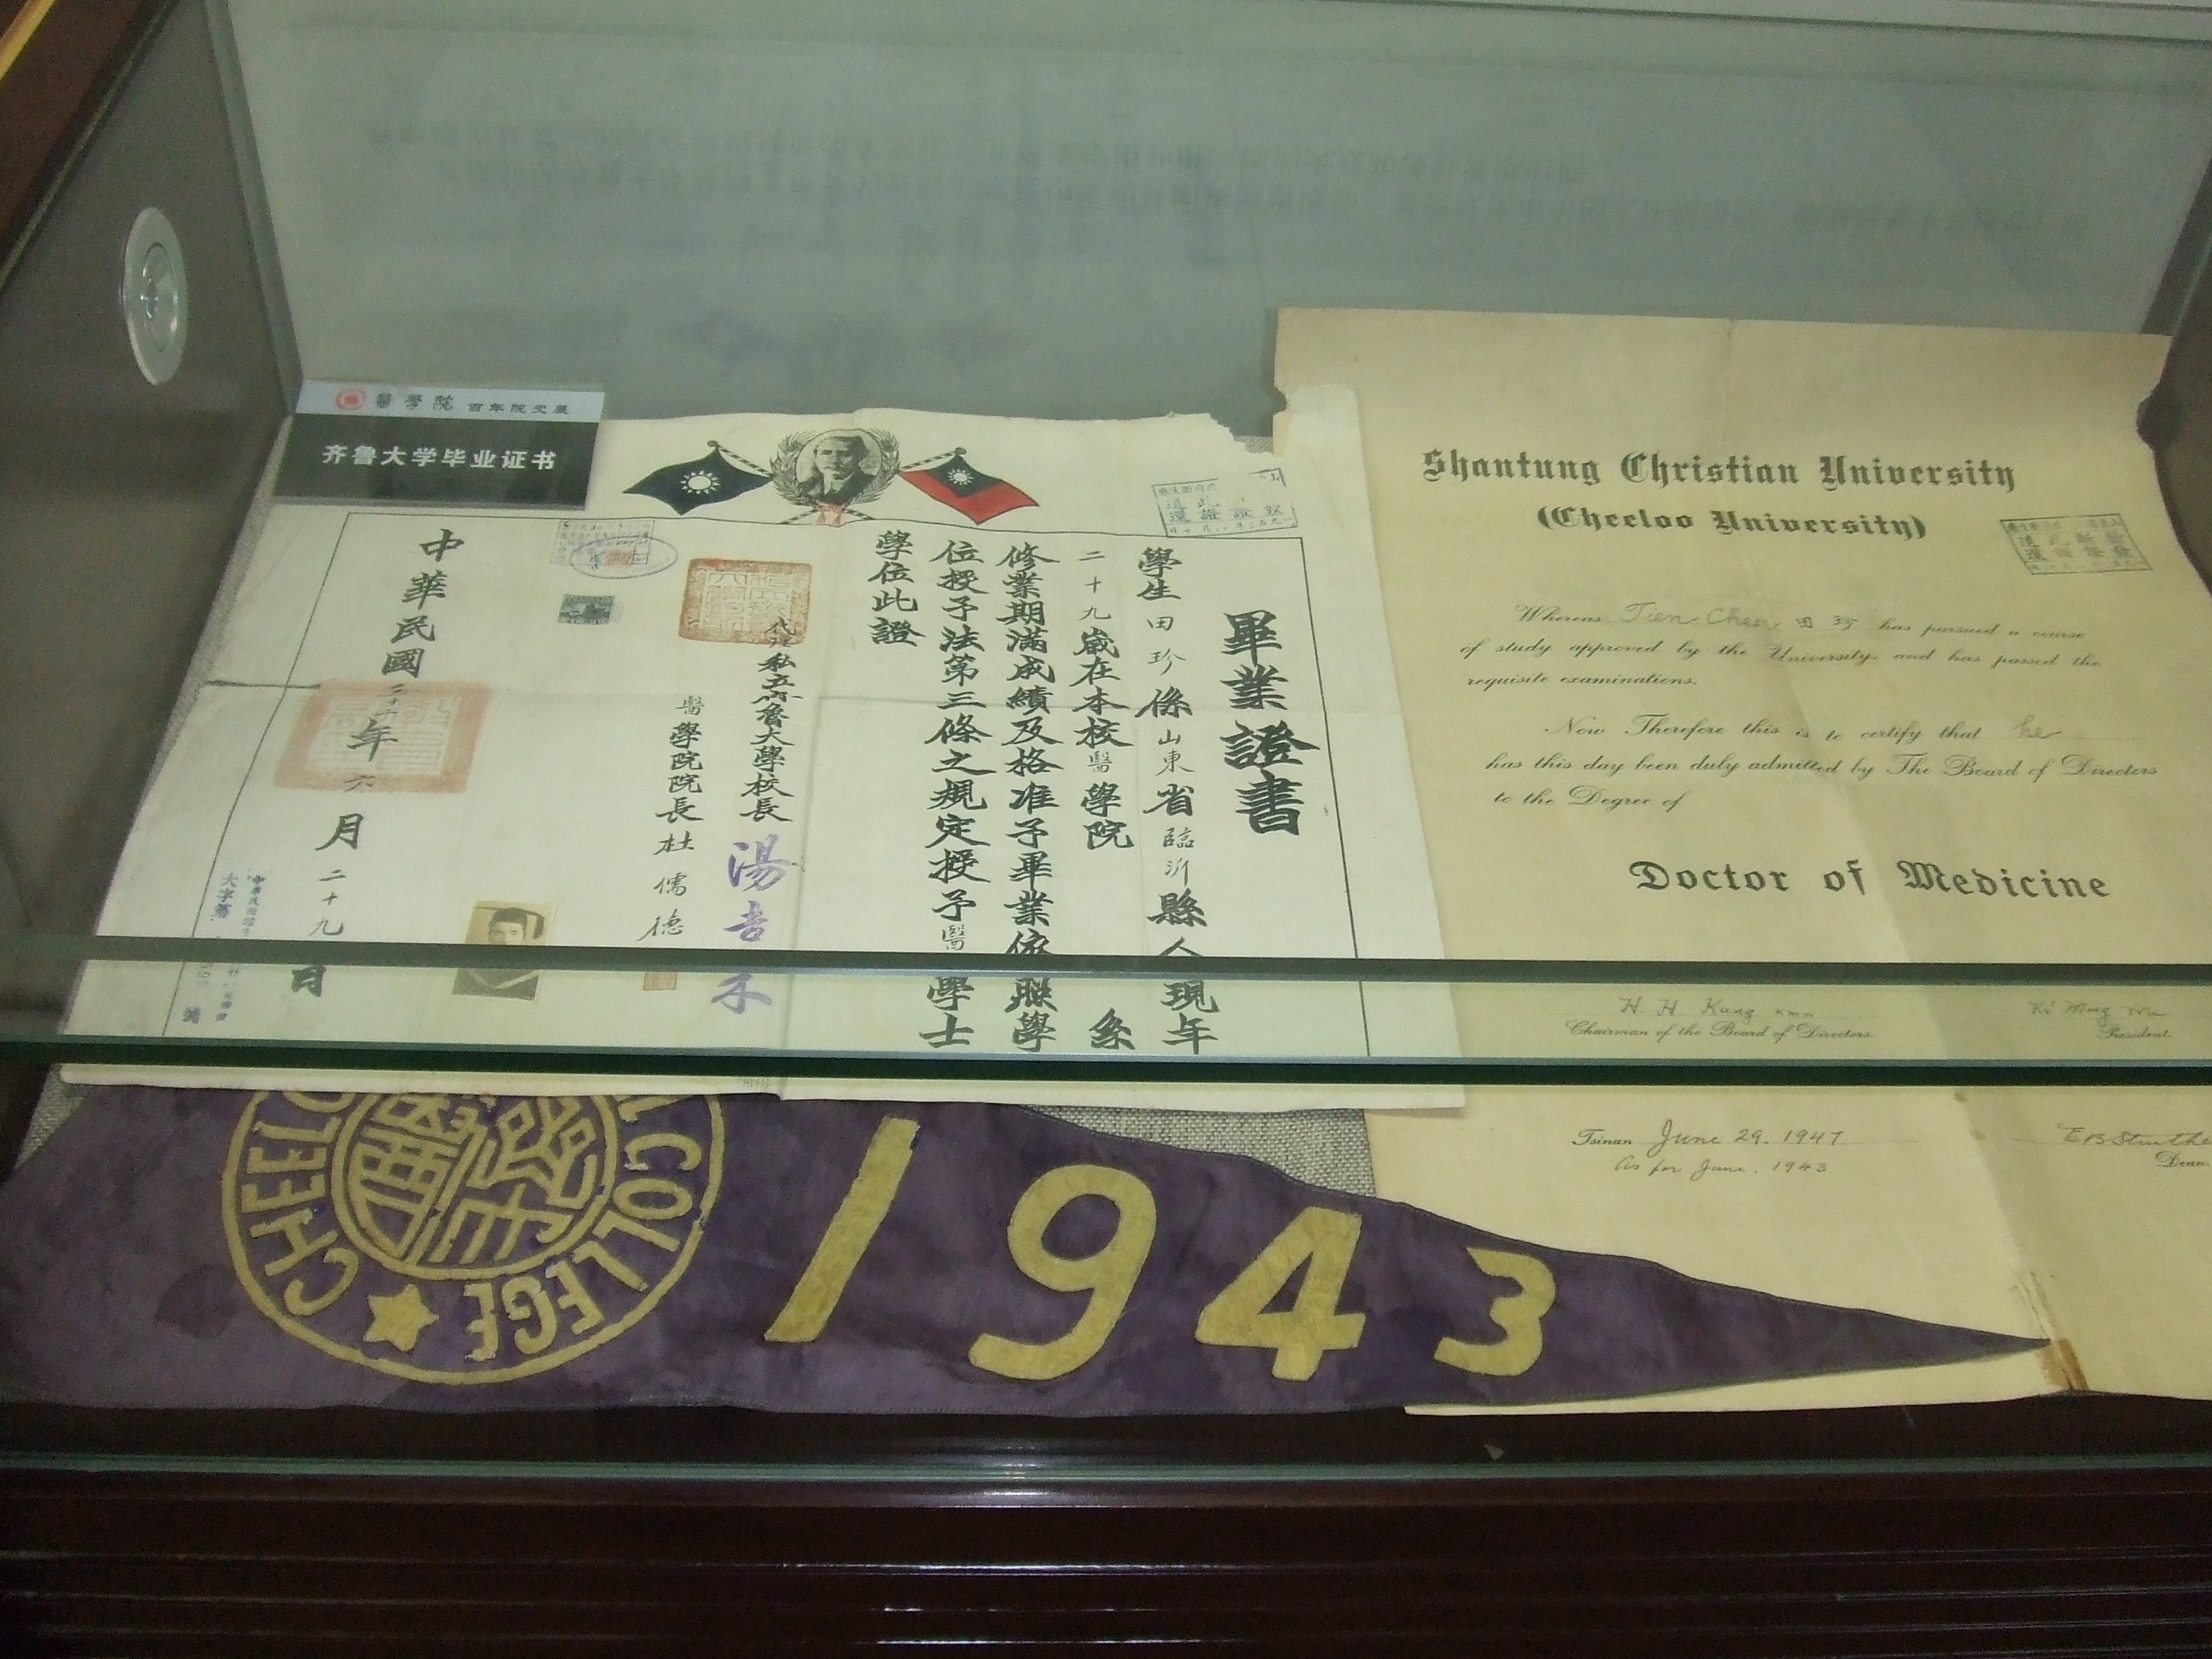 醫學院 百年院史展
齐鲁大学毕业证书
畢業證書
學生田珍係山東省臨沂縣人現年
二十九歲在本校醫學院 系
修業期滿成績及格准予畢業依照學
位授予法第三條之規定授予醫學士
學位此證
私立齊魯大學校長 湯吉禾
醫學院院長杜儒德
中華民國三十 年六月二十九日
Shantung Christian University
(Cheeloo University)
Whereas Tien Chen 田珍 has pursued a course
of study approved by the University, and has passed the
requisite examinations.
Now Therefore this is to certify that he
has this day been duly admitted by The Board of Directors
to the Degree of
Doctor of Medicine
H. H. Kung
Chairman of the Board of Directors
President
Tsinan June 29. 1947
As for June. 1943
Dean
CHEELOO COLLEGE
1943